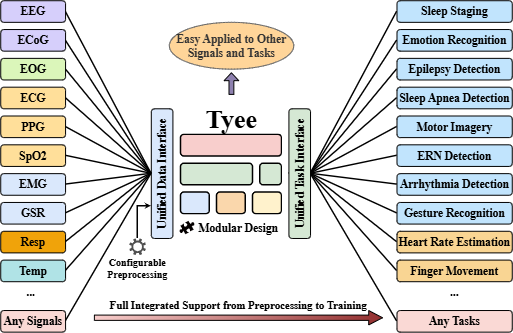 EEG
ECoG
EOG
ECG
PPG
SpO2
EMG
GSR
Resp
Temp
...
Any Signals
Easy Applied to Other
Signals and Tasks
Unified Data Interface
Tyee
Modular Design
Unified Task Interface
Configurable
Preprocessing
Full Integrated Support from Preprocessing to Training
Sleep Staging
Emotion Recognition
Epilepsy Detection
Sleep Apnea Detection
Motor Imagery
ERN Detection
Arrhythmia Detection
Gesture Recognition
Heart Rate Estimation
Finger Movement
...
Any Tasks